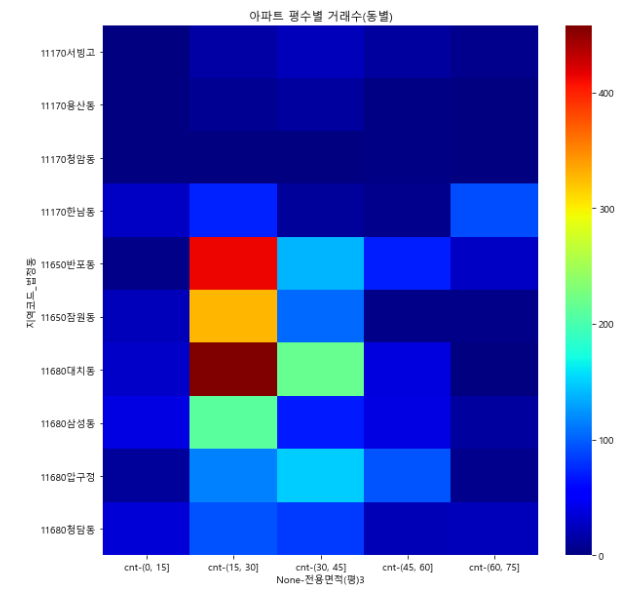 아파트 평수별 거래수(동별)
11170서빙고
11170용산동
11170청암동
11170한남동
11650반포동
11650잠원동
11680대치동
11680삼성동
11680압구정
11680청담동
지역코드_법정동
cnt-(0, 15]
cnt-(15, 30]
cnt-(30, 45]
cnt-(45, 60]
cnt-(60, 75]
None-전용면적(평)3
400
300
200
100
0